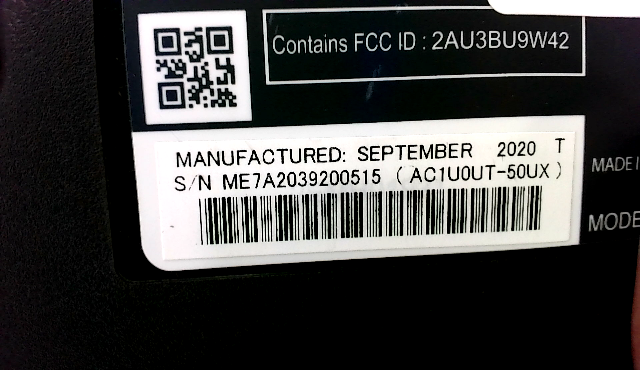 Contains FCC ID : 2AU3BU9W42
MANUFACTURED: SEPTEMBER 2020 T
S/N ME7A2039200515 ( AC1U0UT-50UX )
MADE
MODE